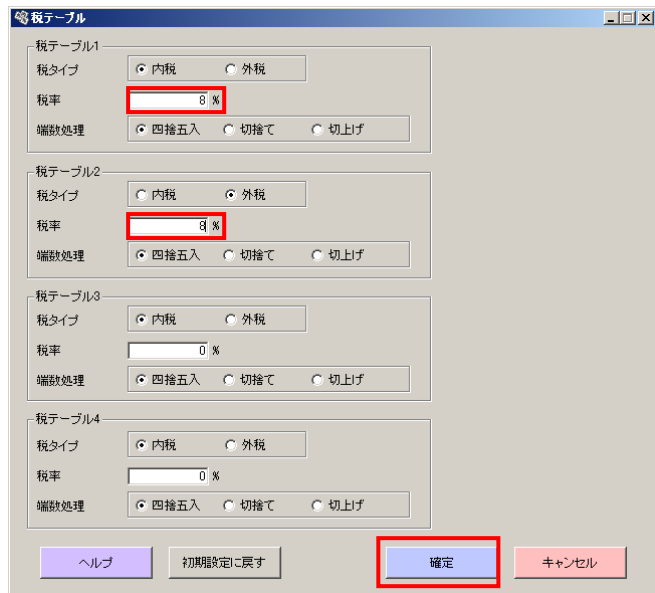 税テーブル
税テーブル1
税タイプ 内税 外税
税率 8 %
端数処理 四捨五入 切捨て 切上げ
税テーブル2
税タイプ 内税 外税
税率 8 %
端数処理 四捨五入 切捨て 切上げ
税テーブル3
税タイプ 内税 外税
税率 0 %
端数処理 四捨五入 切捨て 切上げ
税テーブル4
税タイプ 内税 外税
税率 0 %
端数処理 四捨五入 切捨て 切上げ
ヘルプ 初期設定に戻す 確定 キャンセル